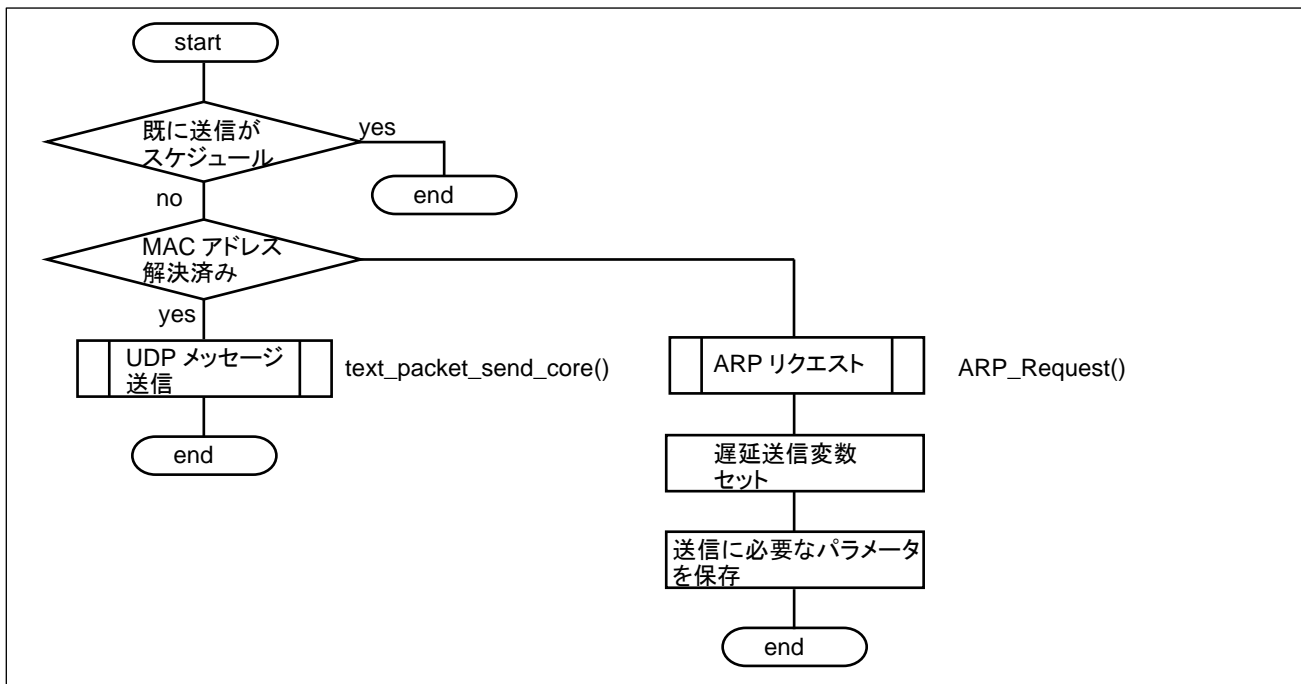 start
既に送信が
スケジュール
yes
end
no
MAC アドレス
解決済み
yes
UDP メッセージ
送信
text_packet_send_core()
end
ARP リクエスト
ARP_Request()
遅延送信変数
セット
送信に必要なパラメータ
を保存
end